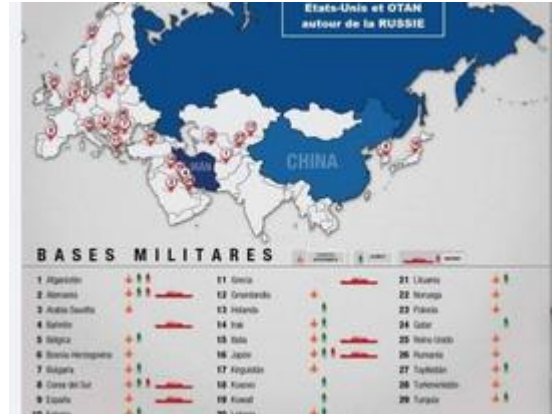 États-Unis et OTAN
autour de la RUSSIE
IRAN
CHINA
BASES MILITARES
1 Afganistán
2 Alemania
3 Arabia Saudita
4 Bahréin
5 Bélgica
6 Bosnia-Herzegovina
7 Bulgaria
8 Corea del Sur
9 España
11 Grecia
12 Groenlandia
13 Holanda
14 Irak
15 Italia
16 Japón
17 Kirguistán
18 Kosovo
19 Kuwait
21 Lituania
22 Noruega
23 Polonia
24 Qatar
25 Reino Unido
26 Rumania
27 Tayikistán
28 Turkmenistán
29 Turquía